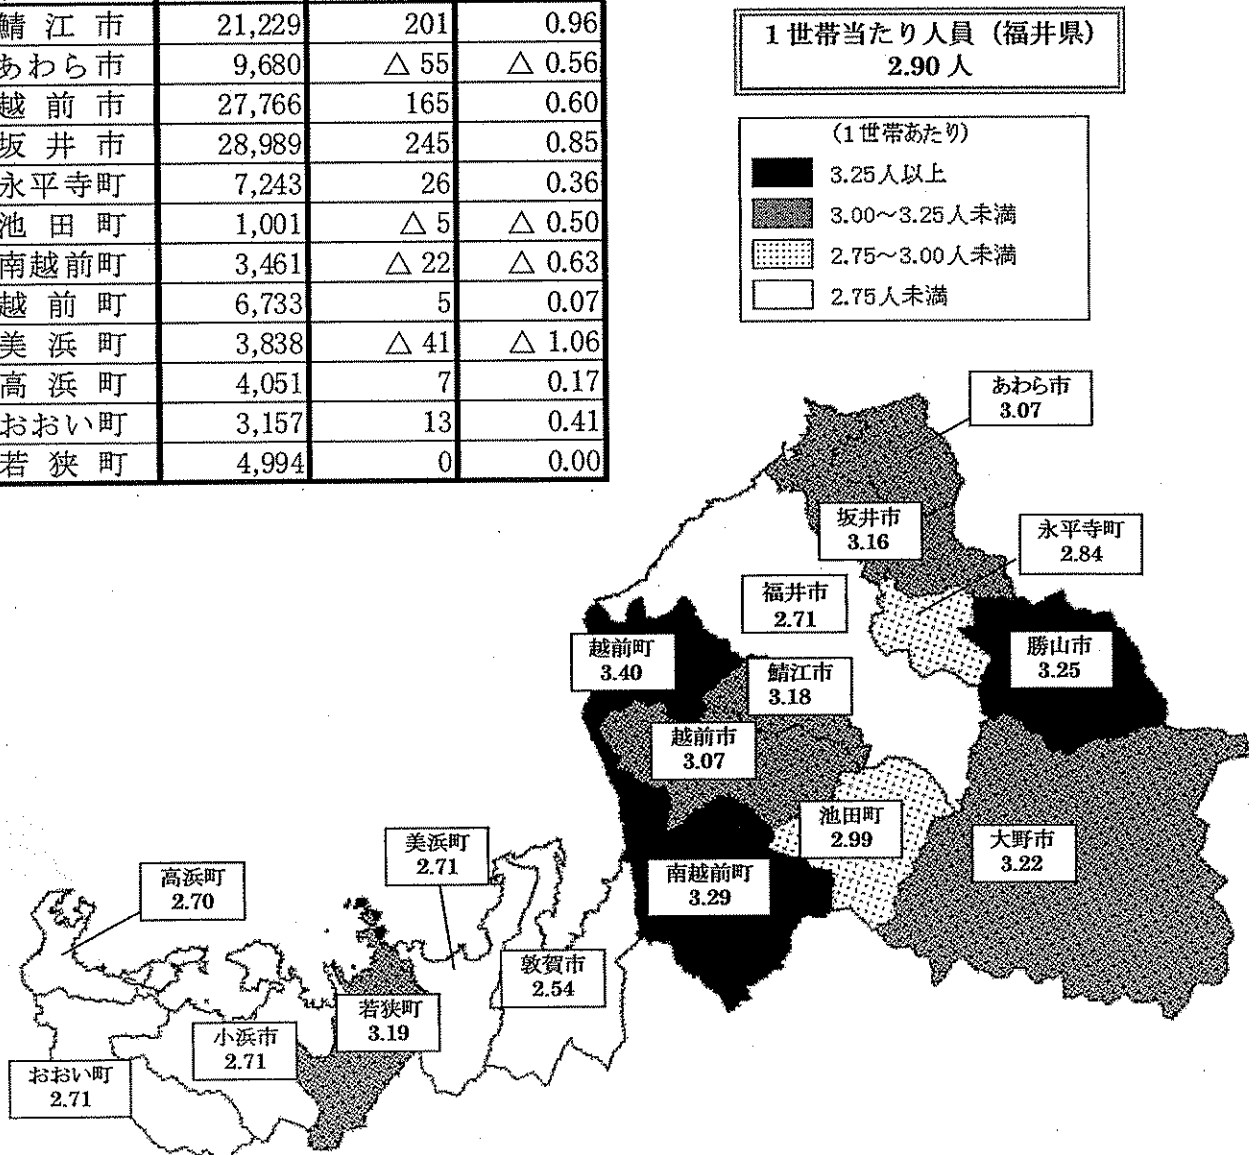 鯖江市 21,229 201 0.96
あわら市 9,680 △ 55 △ 0.56
越前市 27,766 165 0.60
坂井市 28,989 245 0.85
永平寺町 7,243 26 0.36
池田町 1,001 △ 5 △ 0.50
南越前町 3,461 △ 22 △ 0.63
越前町 6,733 5 0.07
美浜町 3,838 △ 41 △ 1.06
高浜町 4,051 7 0.17
おおい町 3,157 13 0.41
若狭町 4,994 0 0.00
1世帯当たり人員（福井県）
2.90 人
（1世帯あたり）
3.25人以上
3.00～3.25人未満
2.75～3.00人未満
2.75人未満
あわら市
3.07
坂井市
3.16
永平寺町
2.84
福井市
2.71
越前町
3.40
勝山市
3.25
鯖江市
3.18
越前市
3.07
池田町
2.99
大野市
3.22
南越前町
3.29
美浜町
2.71
高浜町
2.70
敦賀市
2.54
若狭町
3.19
小浜市
2.71
おおい町
2.71